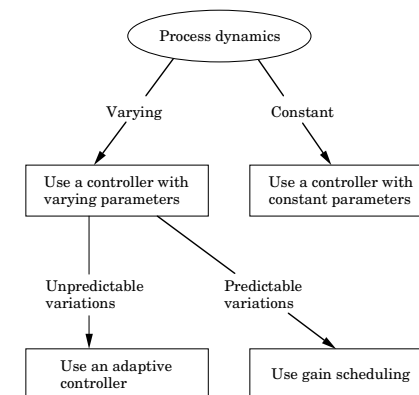 Process dynamics
Varying
Constant
Use a controller with
varying parameters
Use a controller with
constant parameters
Unpredictable
variations
Predictable
variations
Use an adaptive
controller
Use gain scheduling